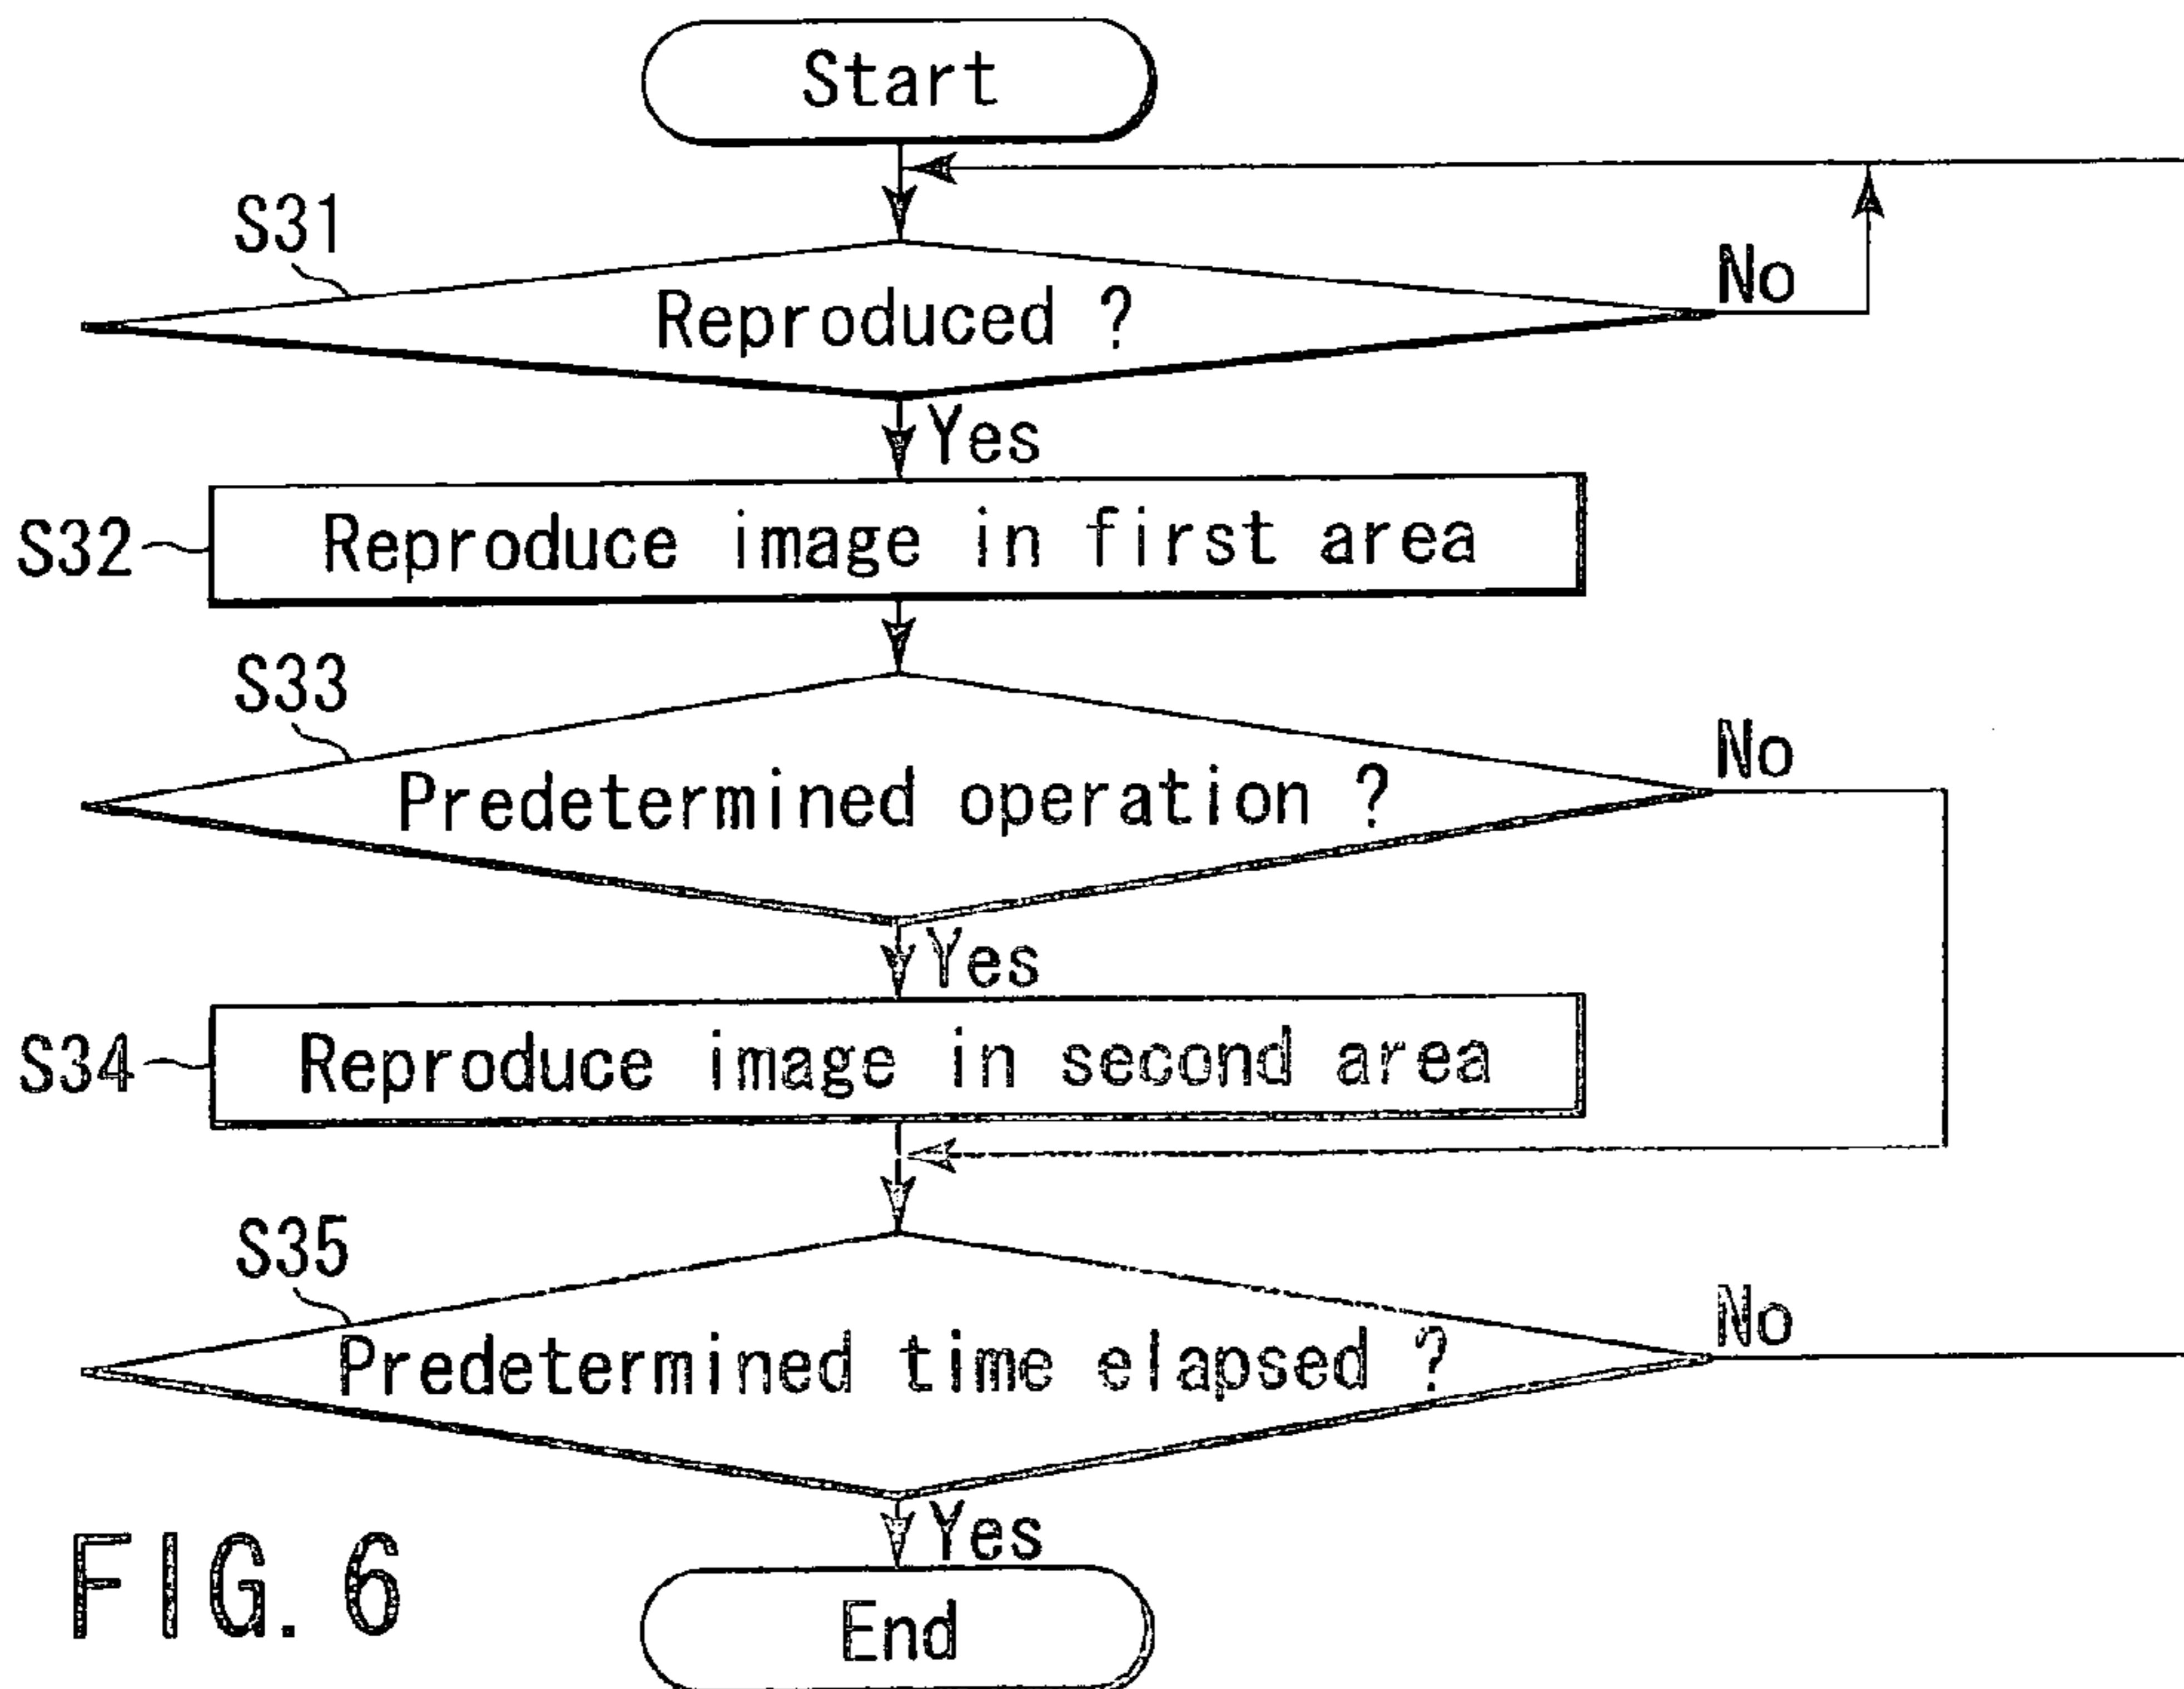 Start
S31
Reproduced ?
No
Yes
S32
Reproduce image in first area
S33
Predetermined operation ?
No
Yes
S34
Reproduce image in second area
S35
Predetermined time elapsed ?
No
Yes
End
FIG. 6